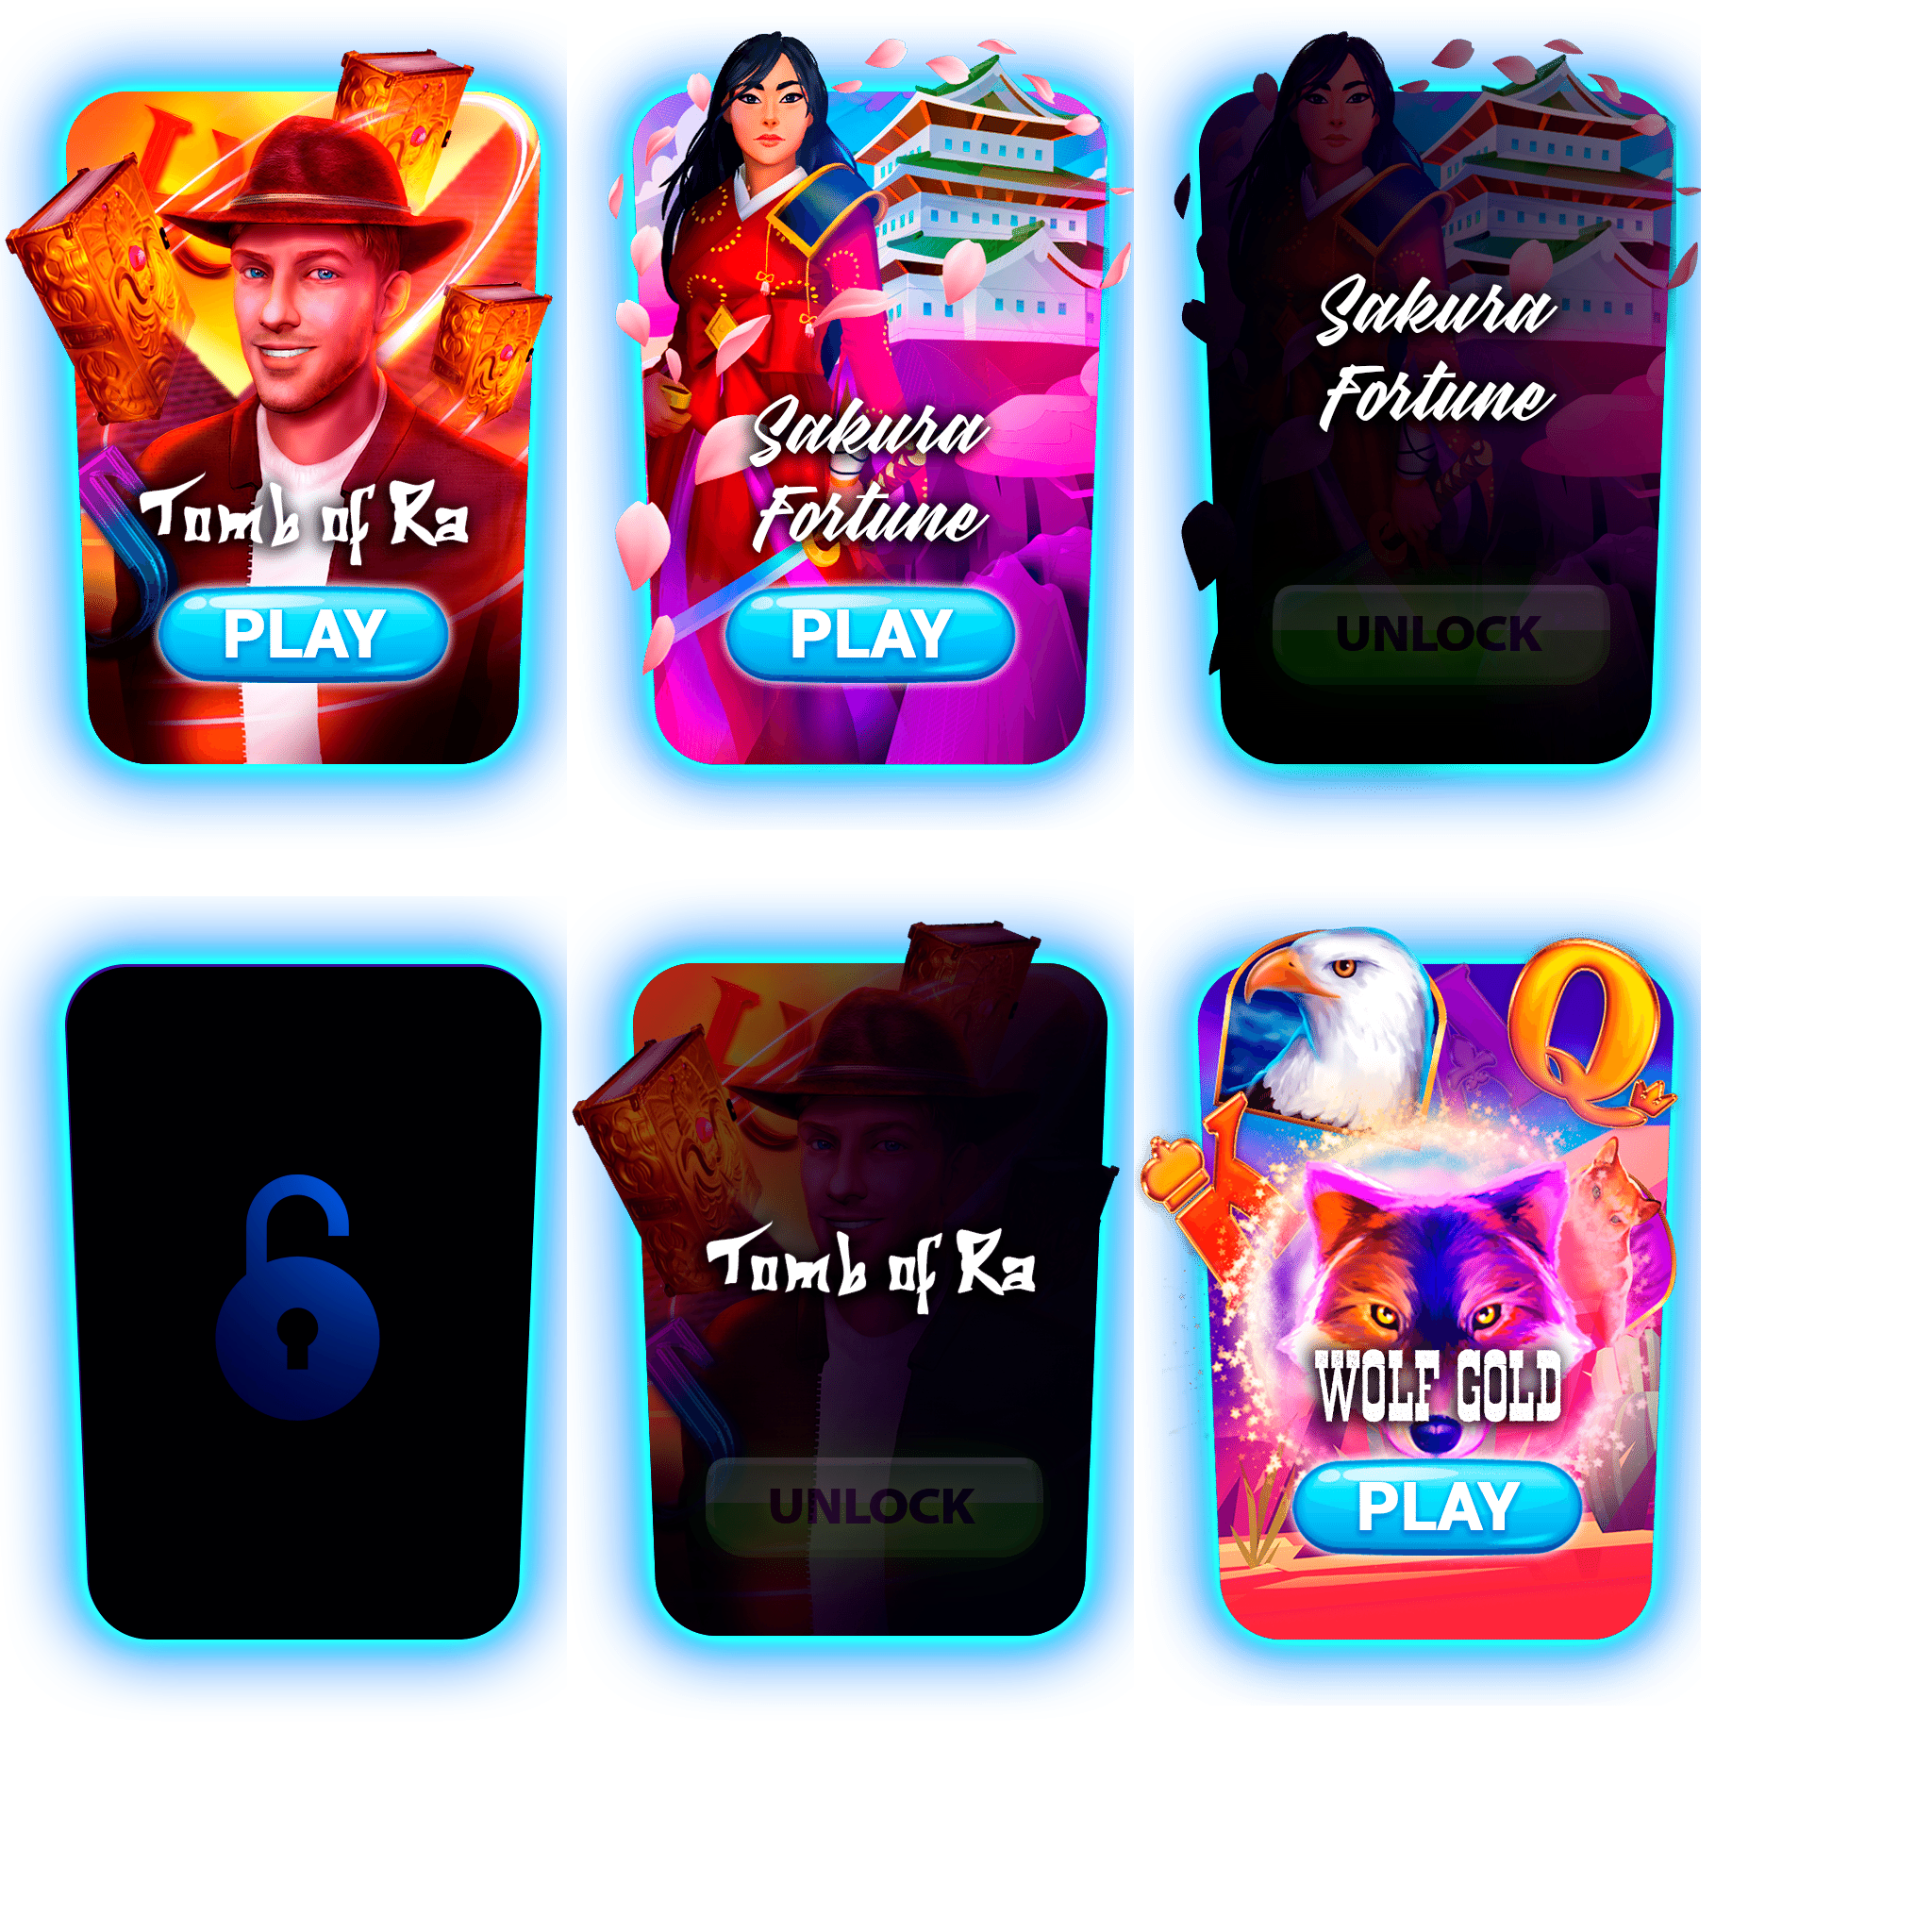 Tomb of Ra
PLAY
Sakura
Fortune
PLAY
Sakura
Fortune
UNLOCK
Tomb of Ra
UNLOCK
Q
WOLF GOLD
PLAY